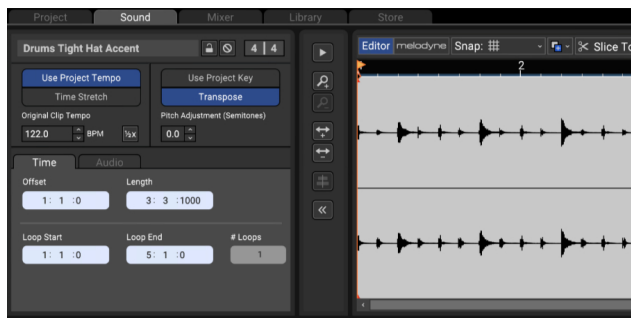 Project Sound Mixer Library Store
Drums Tight Hat Accent 4 4
Editor melodyne Snap: Slice To
Use Project Tempo Use Project Key
Time Stretch Transpose
2
Original Clip Tempo Pitch Adjustment (Semitones)
122.0 BPM ½x 0.0
Time Audio
Offset Length
1: 1 :0 3: 3 :1000
Loop Start Loop End # Loops
1: 1 :0 5: 1 :0 1